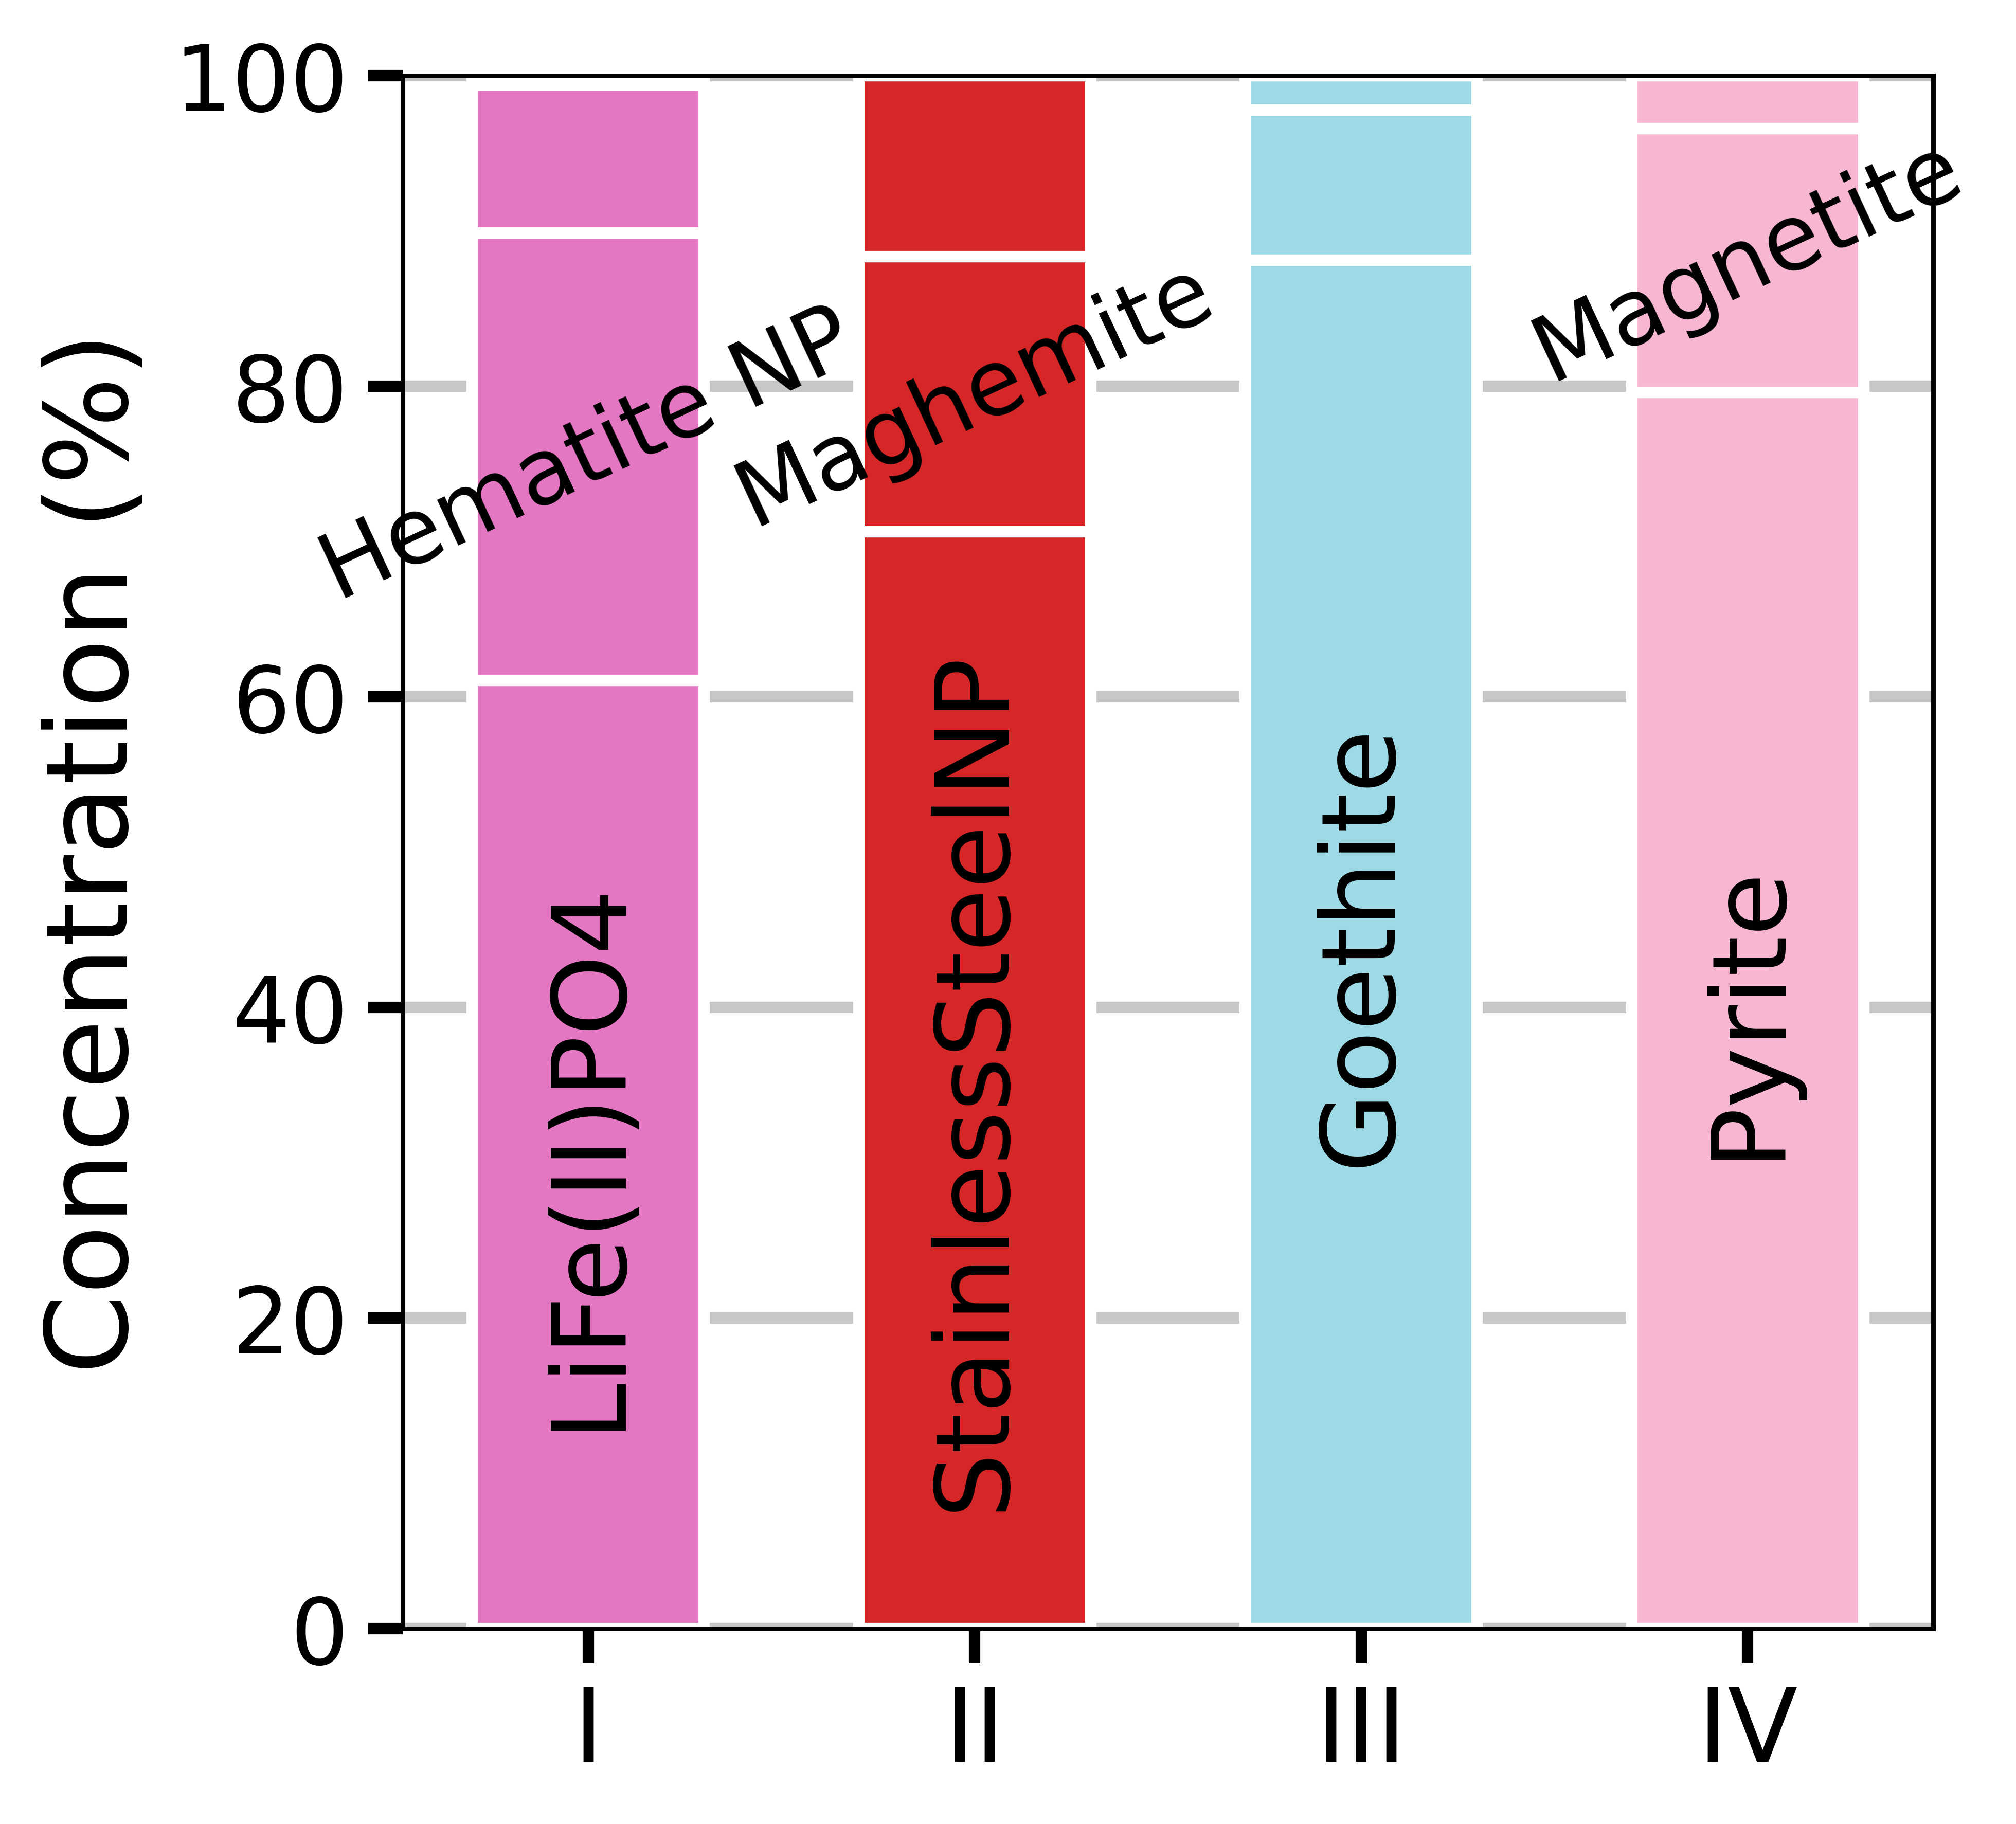 Concentration (%)
100
80
60
40
20
0
Hematite NP
Maghemite
Magnetite
LiFe(II)PO4
StainlessSteelNP
Goethite
Pyrite
I
II
III
IV